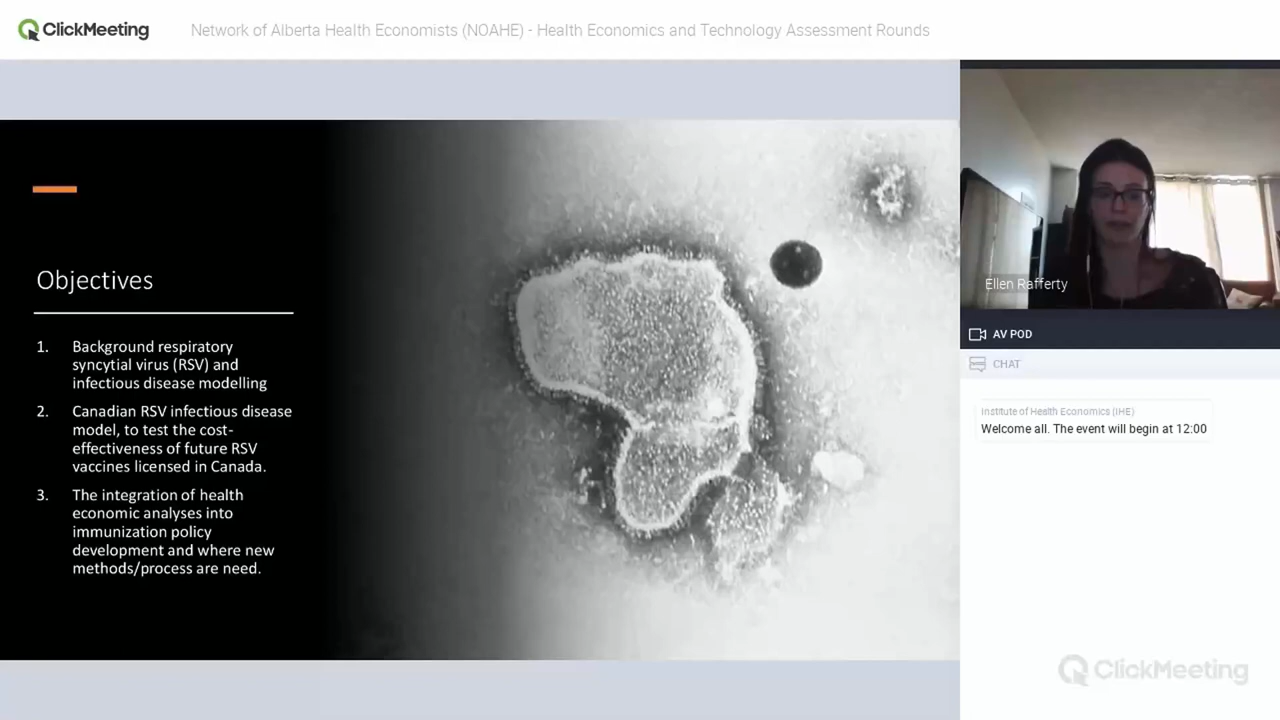 ClickMeeting
Network of Alberta Health Economists (NOAHE) - Health Economics and Technology Assessment Rounds
Objectives
1. Background respiratory
syncytial virus (RSV) and
infectious disease modelling
2. Canadian RSV infectious disease
model, to test the cost-
effectiveness of future RSV
vaccines licensed in Canada.
3. The integration of health
economic analyses into
immunization policy
development and where new
methods/process are need.
Ellen Rafferty
AV POD
CHAT
Institute of Health Economics (IHE)
Welcome all. The event will begin at 12:00
ClickMeeting